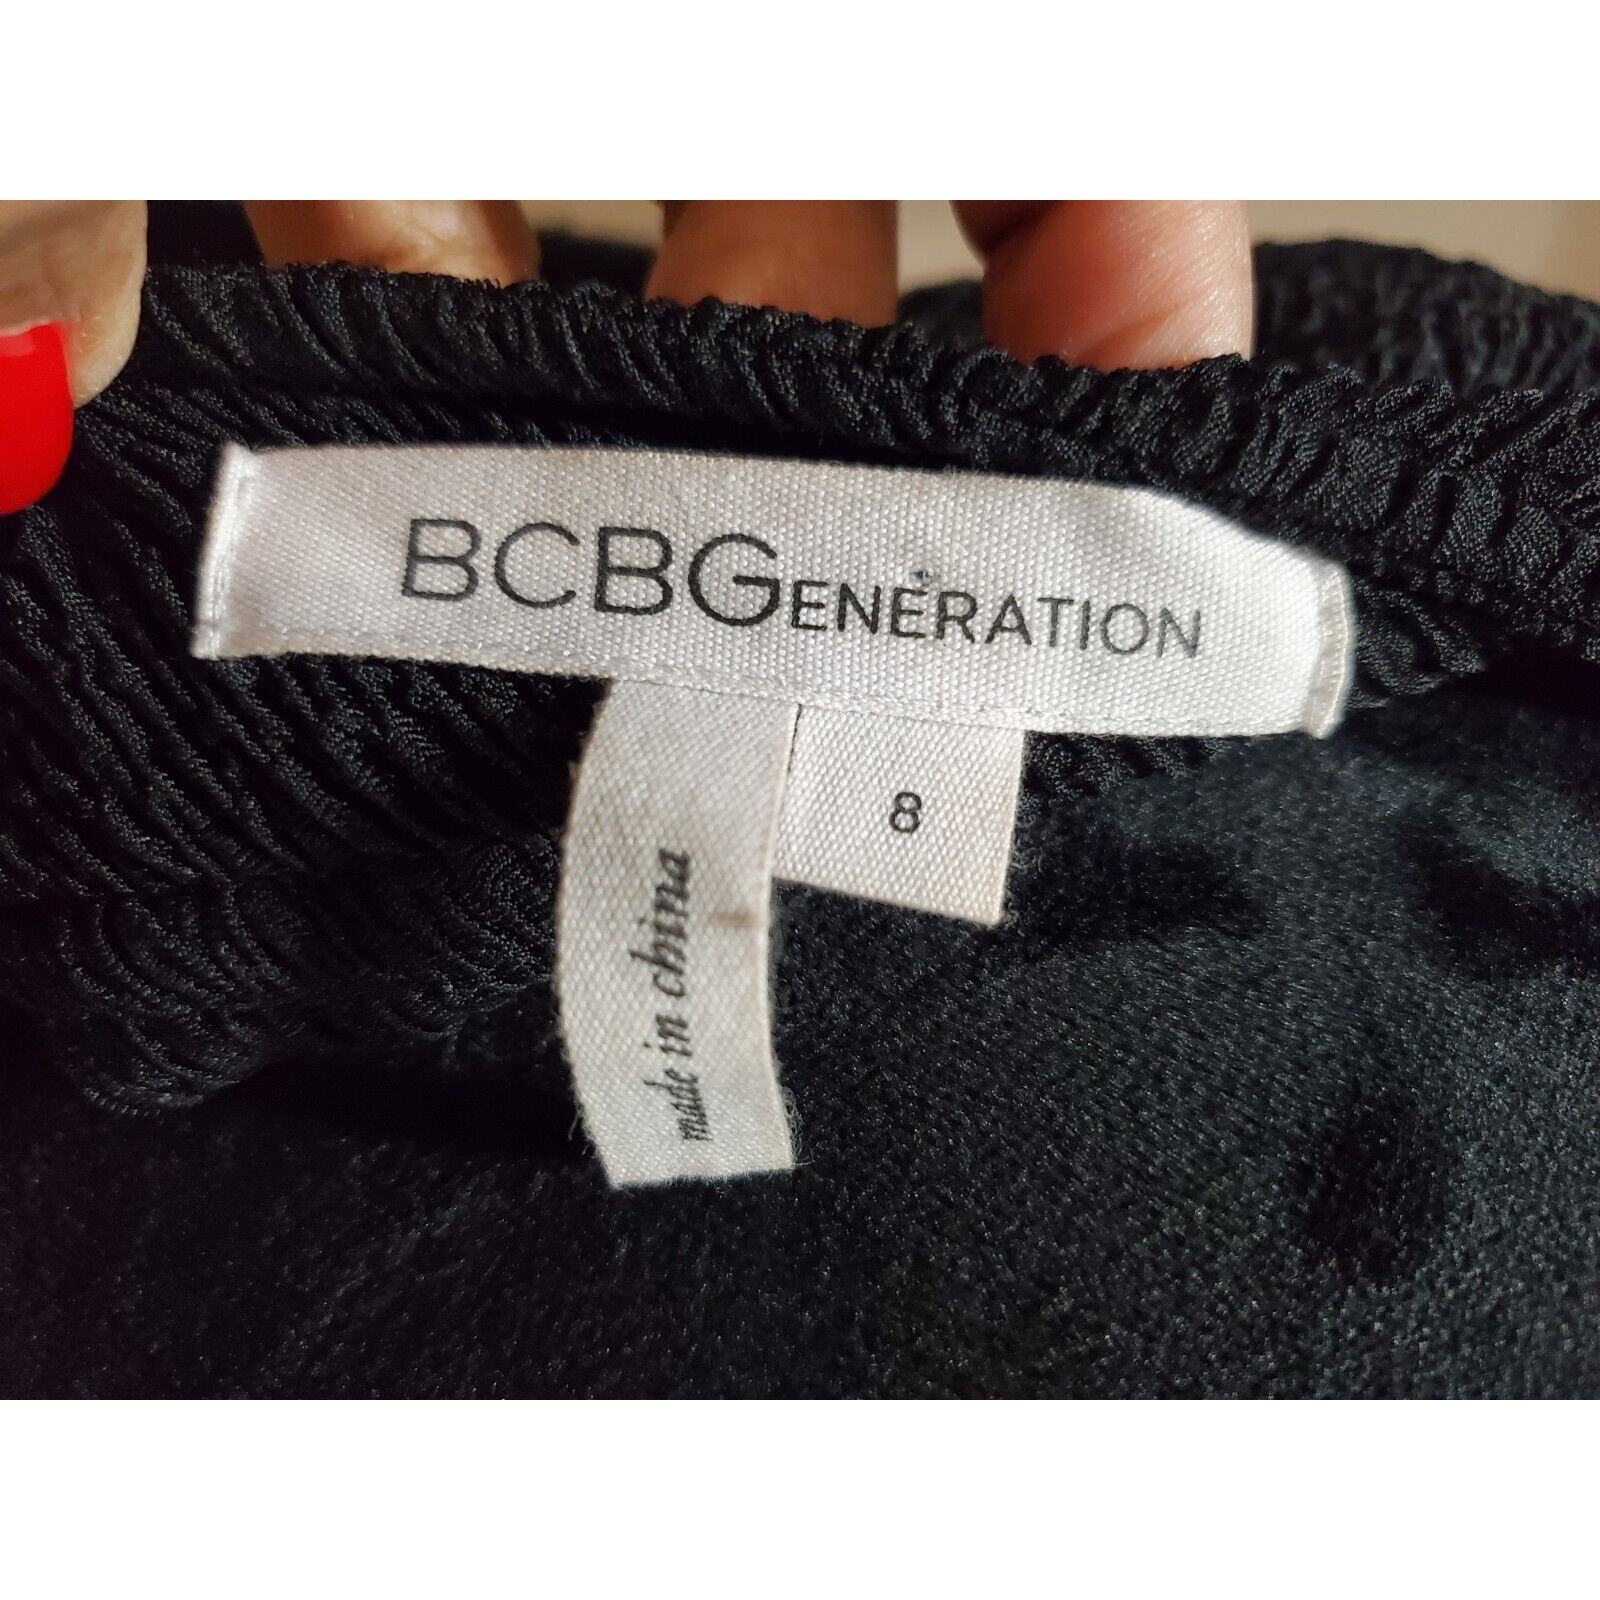 BCBGENERATION
8
made in china